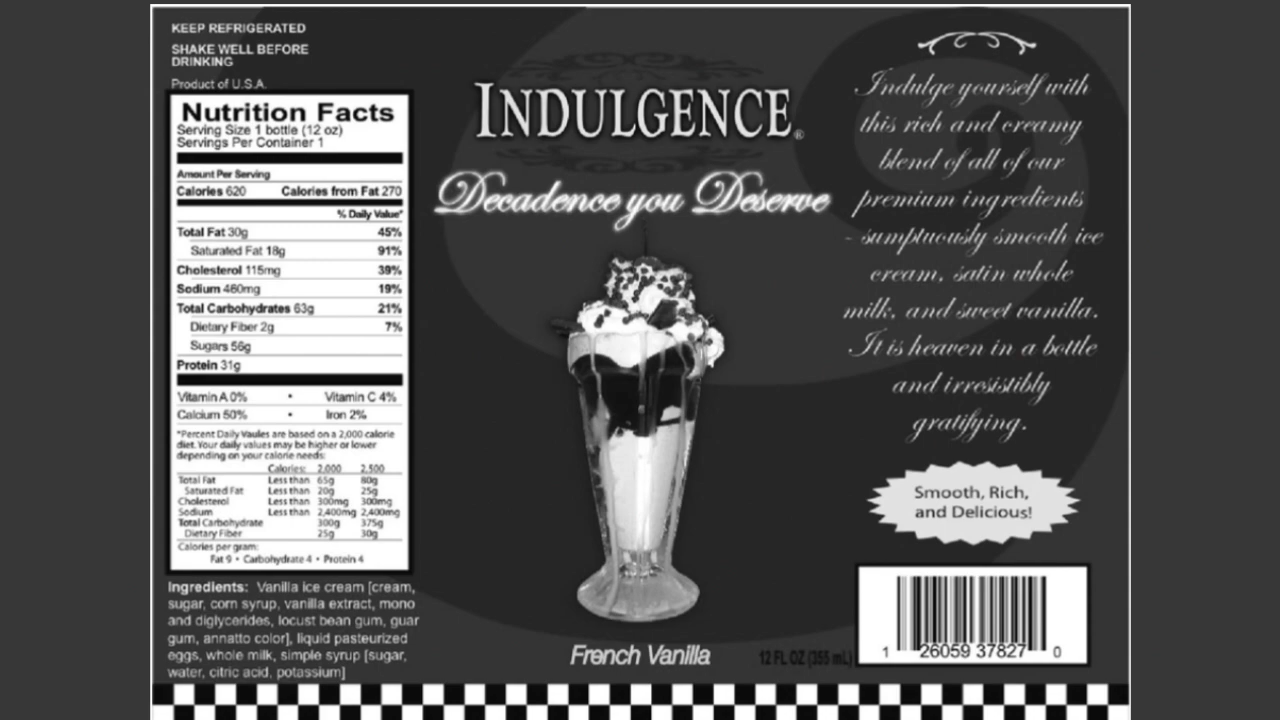 KEEP REFRIGERATED
SHAKE WELL BEFORE
DRINKING
Product of U.S.A.
Nutrition Facts
Serving Size 1 bottle (12 oz)
Servings Per Container 1
Amount Per Serving
Calories 620 Calories from Fat 270
% Daily Value*
Total Fat 30g 45%
Saturated Fat 18g 91%
Cholesterol 115mg 39%
Sodium 460mg 19%
Total Carbohydrates 63g 21%
Dietary Fiber 2g 7%
Sugars 56g
Protein 31g
Vitamin A 0% • Vitamin C 4%
Calcium 50% • Iron 2%
*Percent Daily Vaules are based on a 2,000 calorie
diet. Your daily values may be higher or lower
depending on your calorie needs:
Calories: 2,000 2,500
Total Fat Less than 65g 80g
Saturated Fat Less than 20g 25g
Cholesterol Less than 300mg 300mg
Sodium Less than 2,400mg 2,400mg
Total Carbohydrate 300g 375g
Dietary Fiber 25g 30g
Calories per gram:
Fat 9 • Carbohydrate 4 • Protein 4
Ingredients: Vanilla ice cream [cream,
sugar, corn syrup, vanilla extract, mono
and diglycerides, locust bean gum, guar
gum, annatto color], liquid pasteurized
eggs, whole milk, simple syrup [sugar,
water, citric acid, potassium]
INDULGENCE®
Decadence you Deserve
French Vanilla
12 FL OZ (355 mL)
Indulge yourself with
this rich and creamy
blend of all of our
premium ingredients
- sumptuously smooth ice
cream, satin whole
milk, and sweet vanilla.
It is heaven in a bottle
and irresistibly
gratifying.
Smooth, Rich,
and Delicious!
1 26059 37827 0